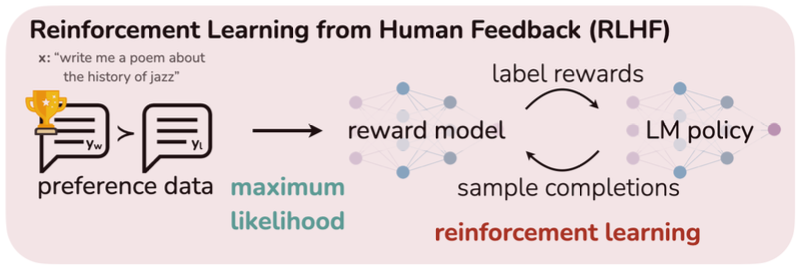 Reinforcement Learning from Human Feedback (RLHF)
x: “write me a poem about
the history of jazz”
label rewards
y_w
>
y_l
reward model
LM policy
preference data
maximum
likelihood
sample completions
reinforcement learning